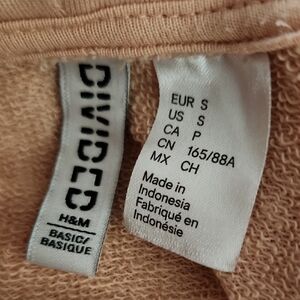 DIVIDED
H&M
BASIC/
BASIQUE
EUR S
US S
CA P
CN 165/88A
MX CH
Made in
Indonesia
Fabriqué en
Indonésie